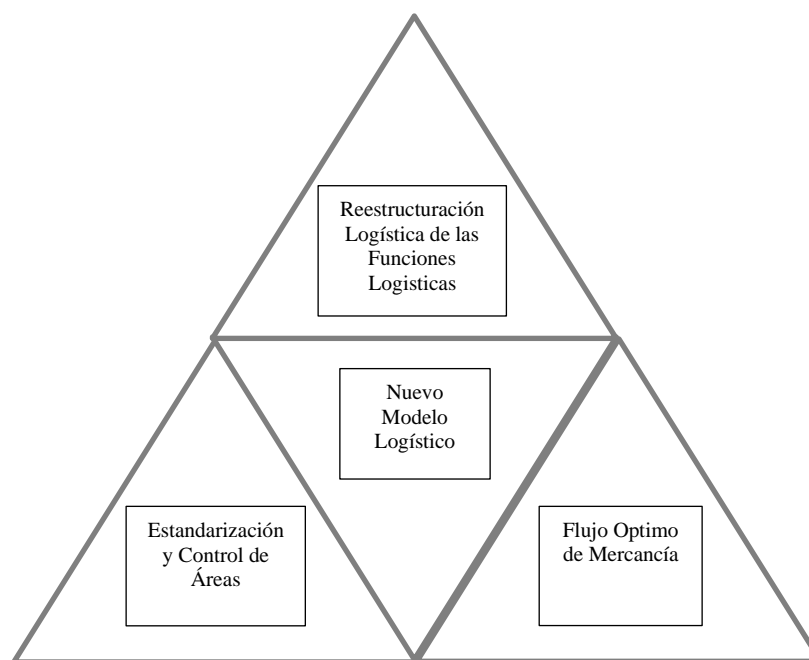 Reestructuración
Logística de las
Funciones
Logisticas
Nuevo
Modelo
Logístico
Estandarización
y Control de
Áreas
Flujo Optimo
de Mercancía